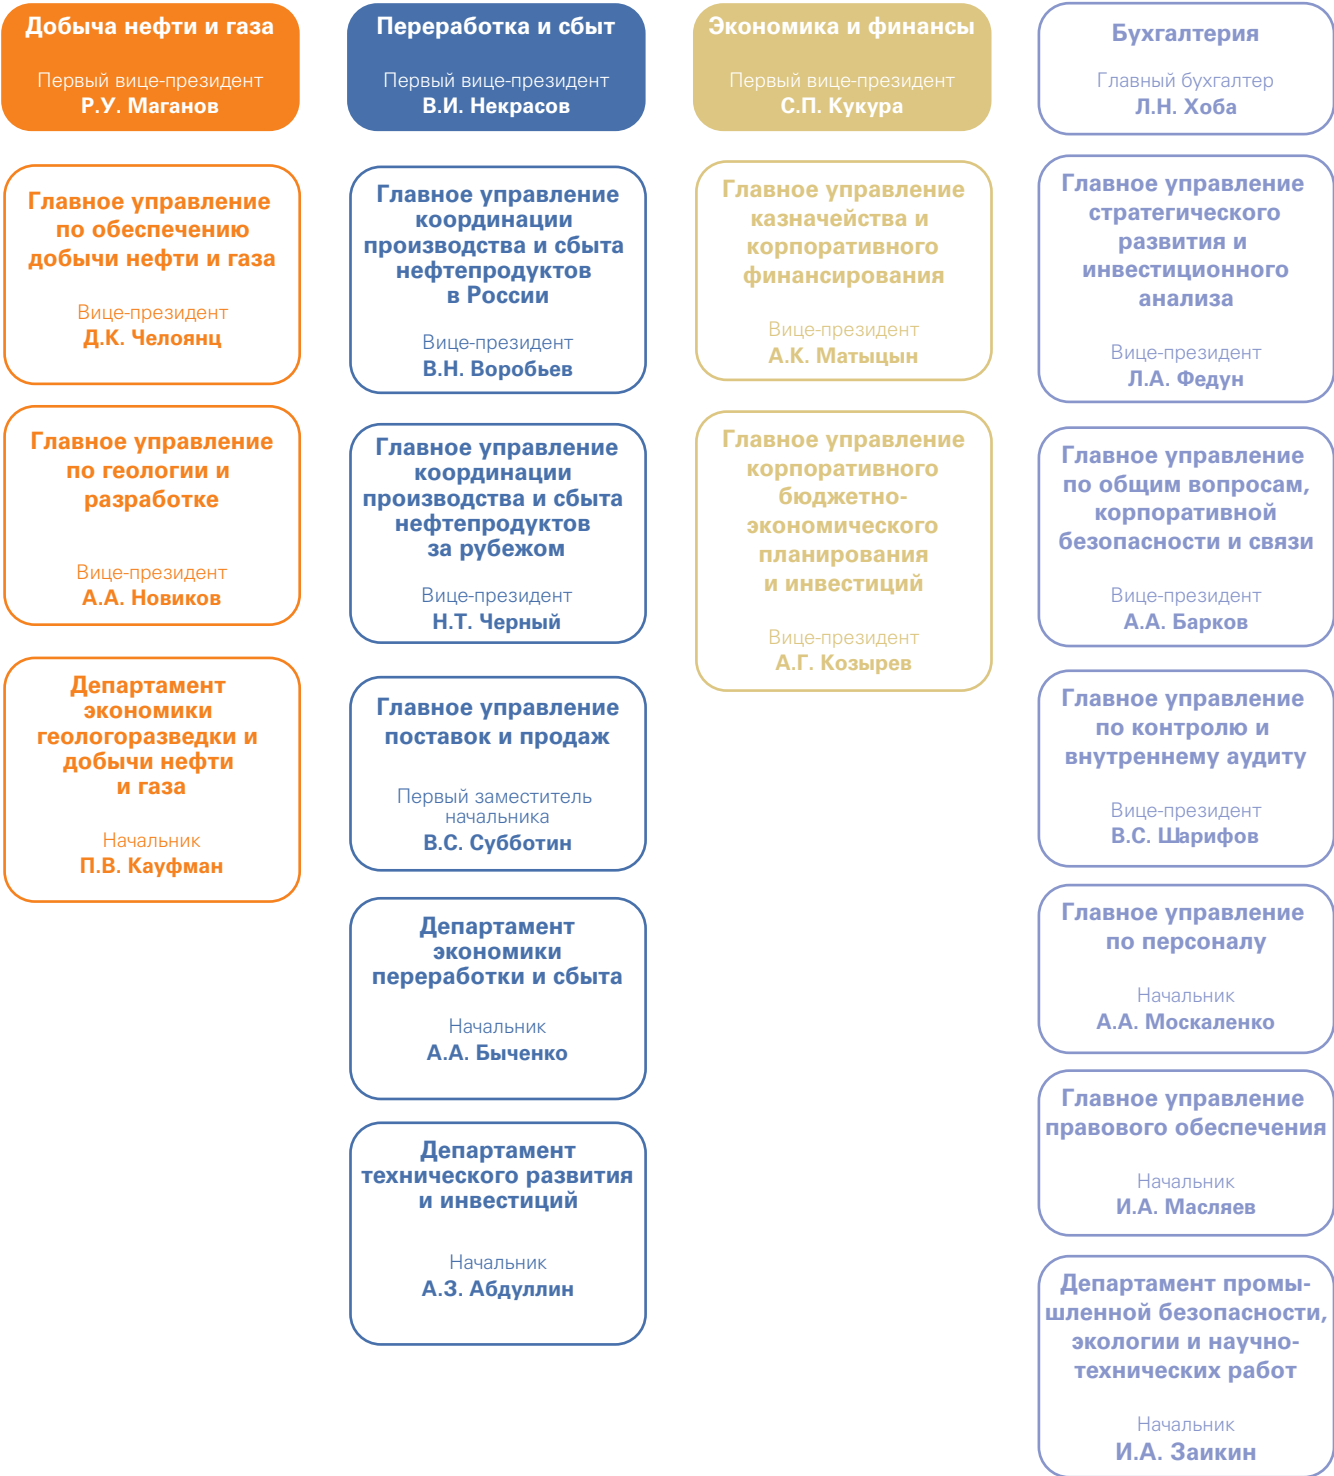 Добыча нефти и газа
Первый вице-президент
Р.У. Маганов
Главное управление
по обеспечению
добычи нефти и газа
Вице-президент
Д.К. Челоянц
Главное управление
по геологии и
разработке
Вице-президент
А.А. Новиков
Департамент
экономики
геологоразведки и
добычи нефти
и газа
Начальник
П.В. Кауфман
Переработка и сбыт
Первый вице-президент
В.И. Некрасов
Главное управление
координации
производства и сбыта
нефтепродуктов
в России
Вице-президент
В.Н. Воробьев
Главное управление
координации
производства и сбыта
нефтепродуктов
за рубежом
Вице-президент
Н.Т. Черный
Главное управление
поставок и продаж
Первый заместитель
начальника
В.С. Субботин
Департамент
экономики
переработки и сбыта
Начальник
А.А. Быченко
Департамент
технического развития
и инвестиций
Начальник
А.З. Абдуллин
Экономика и финансы
Первый вице-президент
С.П. Кукура
Главное управление
казначейства и
корпоративного
финансирования
Вице-президент
А.К. Матыцын
Главное управление
корпоративного
бюджетно-
экономического
планирования
и инвестиций
Вице-президент
А.Г. Козырев
Бухгалтерия
Главный бухгалтер
Л.Н. Хоба
Главное управление
стратегического
развития и
инвестиционного
анализа
Вице-президент
Л.А. Федун
Главное управление
по общим вопросам,
корпоративной
безопасности и связи
Вице-президент
А.А. Барков
Главное управление
по контролю и
внутреннему аудиту
Вице-президент
В.С. Шарифов
Главное управление
по персоналу
Начальник
А.А. Москаленко
Главное управление
правового обеспечения
Начальник
И.А. Масляев
Департамент промы-
шленной безопасности,
экологии и научно-
технических работ
Начальник
И.А. Заикин